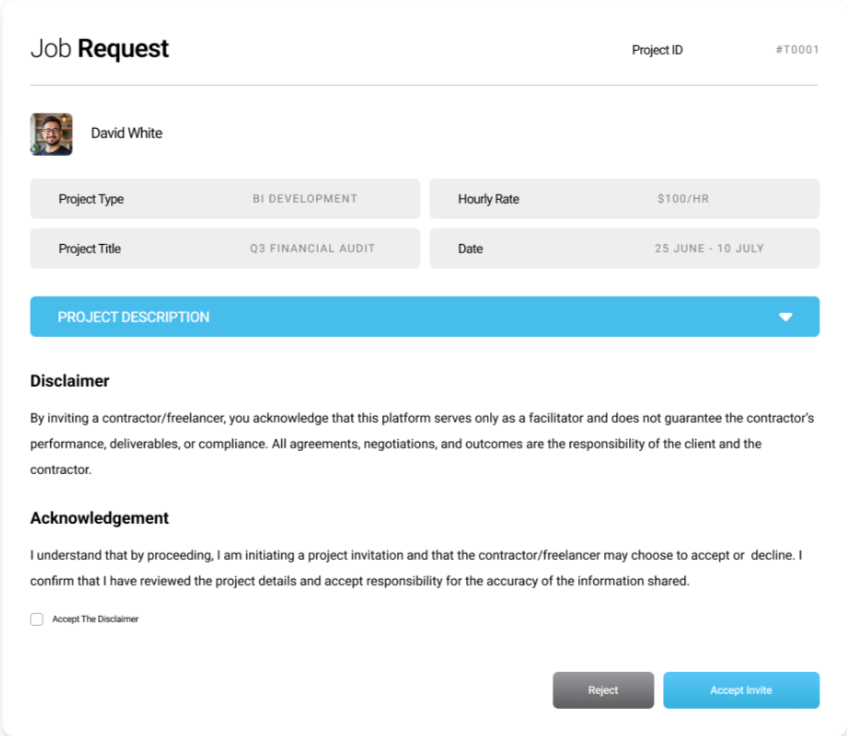 Job Request
Project ID #T0001
David White
Project Type BI DEVELOPMENT
Hourly Rate $100/HR
Project Title Q3 FINANCIAL AUDIT
Date 25 JUNE - 10 JULY
PROJECT DESCRIPTION
Disclaimer
By inviting a contractor/freelancer, you acknowledge that this platform serves only as a facilitator and does not guarantee the contractor's
performance, deliverables, or compliance. All agreements, negotiations, and outcomes are the responsibility of the client and the
contractor.
Acknowledgement
I understand that by proceeding, I am initiating a project invitation and that the contractor/freelancer may choose to accept or decline. I
confirm that I have reviewed the project details and accept responsibility for the accuracy of the information shared.
Accept The Disclaimer
Reject
Accept Invite